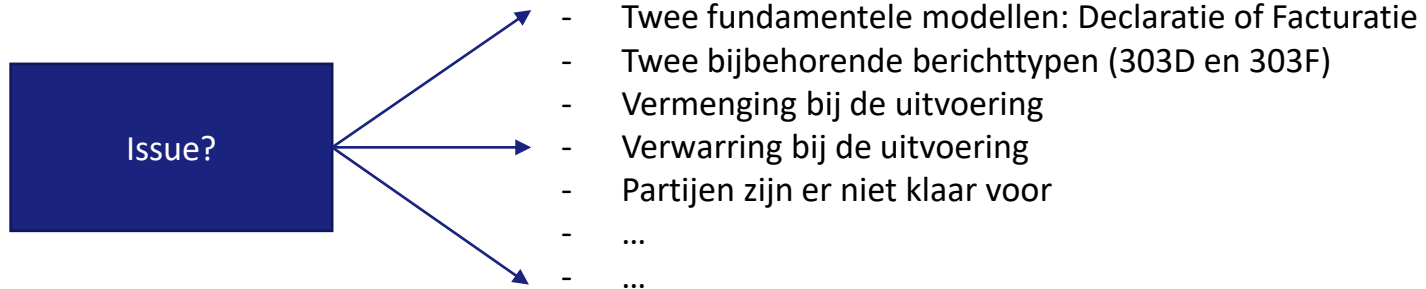 Issue?
- Twee fundamentele modellen: Declaratie of Facturatie
- Twee bijbehorende berichttypen (303D en 303F)
- Vermenging bij de uitvoering
- Verwarring bij de uitvoering
- Partijen zijn er niet klaar voor
- …
- …